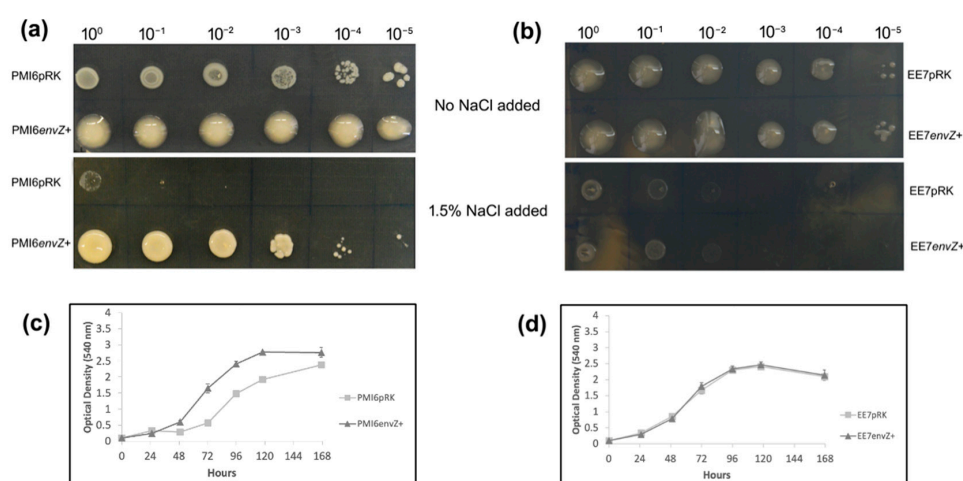 (a)
10⁰ 10⁻¹ 10⁻² 10⁻³ 10⁻⁴ 10⁻⁵
PMI6pRK
PMI6envZ+
PMI6pRK
PMI6envZ+
No NaCl added
1.5% NaCl added
(b)
10⁰ 10⁻¹ 10⁻² 10⁻³ 10⁻⁴ 10⁻⁵
EE7pRK
EE7envZ+
EE7pRK
EE7envZ+
(c)
Optical Density (540 nm)
4
3.5
3
2.5
2
1.5
1
0.5
0
0 24 48 72 96 120 144 168
Hours
PMI6pRK
PMI6envZ+
(d)
Optical Density (540 nm)
4
3.5
3
2.5
2
1.5
1
0.5
0
0 24 48 72 96 120 144 168
Hours
EE7pRK
EE7envZ+